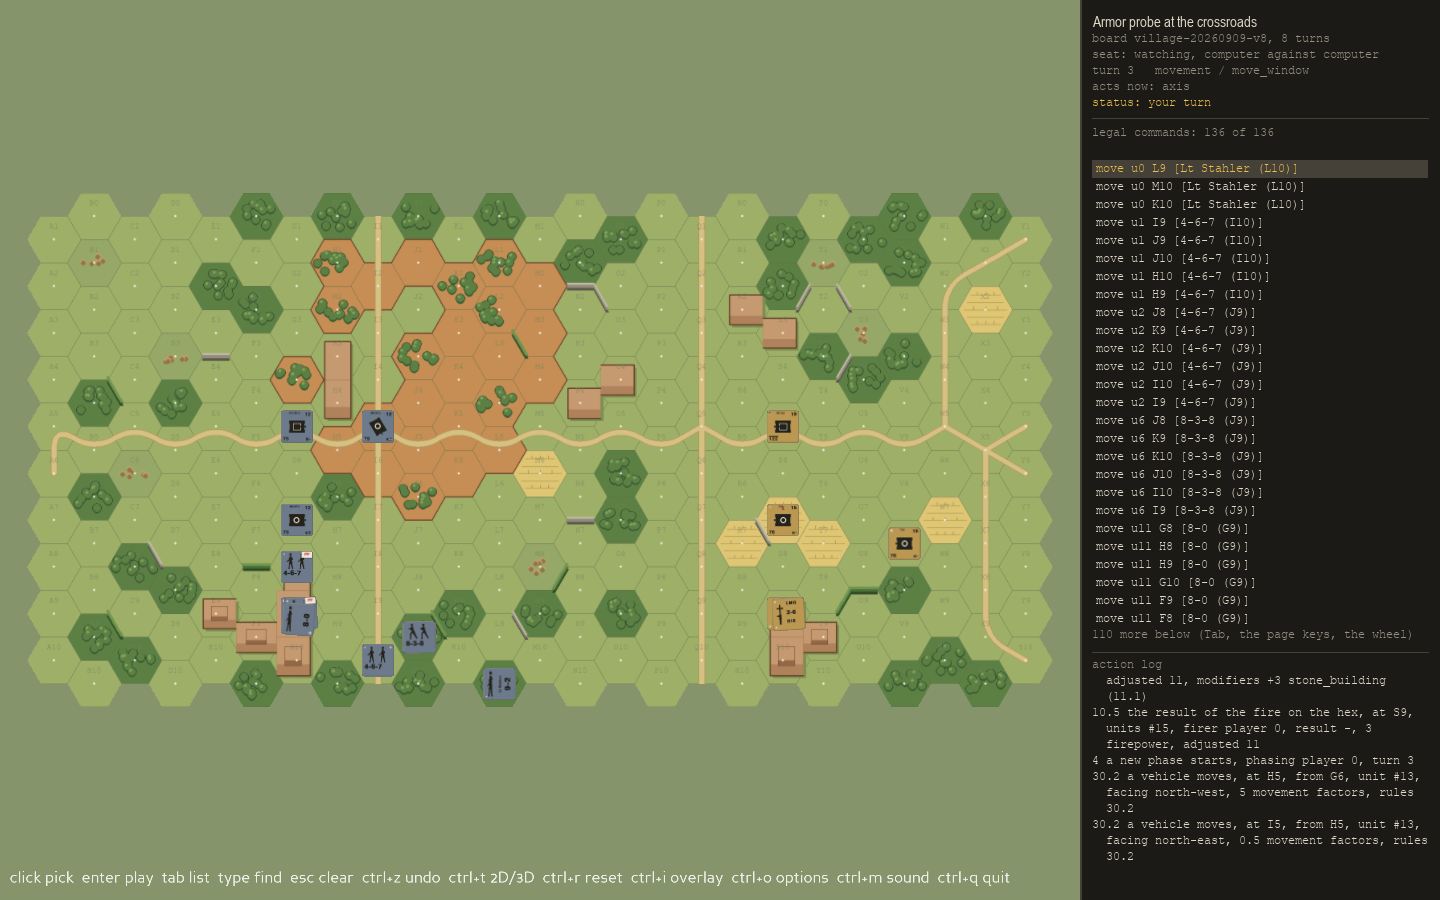 Armor probe at the crossroads
board village-20260909-v8, 8 turns
seat: watching, computer against computer
turn 3   movement / move_window
acts now: axis
status: your turn
legal commands: 136 of 136
move u0 L9 [Lt Stahler (L10)]
move u0 M10 [Lt Stahler (L10)]
move u0 K10 [Lt Stahler (L10)]
move u1 I9 [4-6-7 (I10)]
move u1 J9 [4-6-7 (I10)]
move u1 J10 [4-6-7 (I10)]
move u1 H10 [4-6-7 (I10)]
move u1 H9 [4-6-7 (I10)]
move u2 J8 [4-6-7 (J9)]
move u2 K9 [4-6-7 (J9)]
move u2 K10 [4-6-7 (J9)]
move u2 J10 [4-6-7 (J9)]
move u2 I10 [4-6-7 (J9)]
move u2 I9 [4-6-7 (J9)]
move u6 J8 [8-3-8 (J9)]
move u6 K9 [8-3-8 (J9)]
move u6 K10 [8-3-8 (J9)]
move u6 J10 [8-3-8 (J9)]
move u6 I10 [8-3-8 (J9)]
move u6 I9 [8-3-8 (J9)]
move u11 G8 [8-0 (G9)]
move u11 H8 [8-0 (G9)]
move u11 H9 [8-0 (G9)]
move u11 G10 [8-0 (G9)]
move u11 F9 [8-0 (G9)]
move u11 F8 [8-0 (G9)]
110 more below (Tab, the page keys, the wheel)
action log
adjusted 11, modifiers +3 stone_building
(11.1)
10.5 the result of the fire on the hex, at S9,
units #15, firer player 0, result -, 3
firepower, adjusted 11
4 a new phase starts, phasing player 0, turn 3
30.2 a vehicle moves, at H5, from G6, unit #13,
facing north-west, 5 movement factors, rules
30.2
30.2 a vehicle moves, at I5, from H5, unit #13,
facing north-east, 0.5 movement factors, rules
30.2
4-6-7
4-6-7
click pick  enter play  tab list  type find  esc clear  ctrl+z undo  ctrl+t 2D/3D  ctrl+r reset  ctrl+i overlay  ctrl+o options  ctrl+m sound  ctrl+q quit